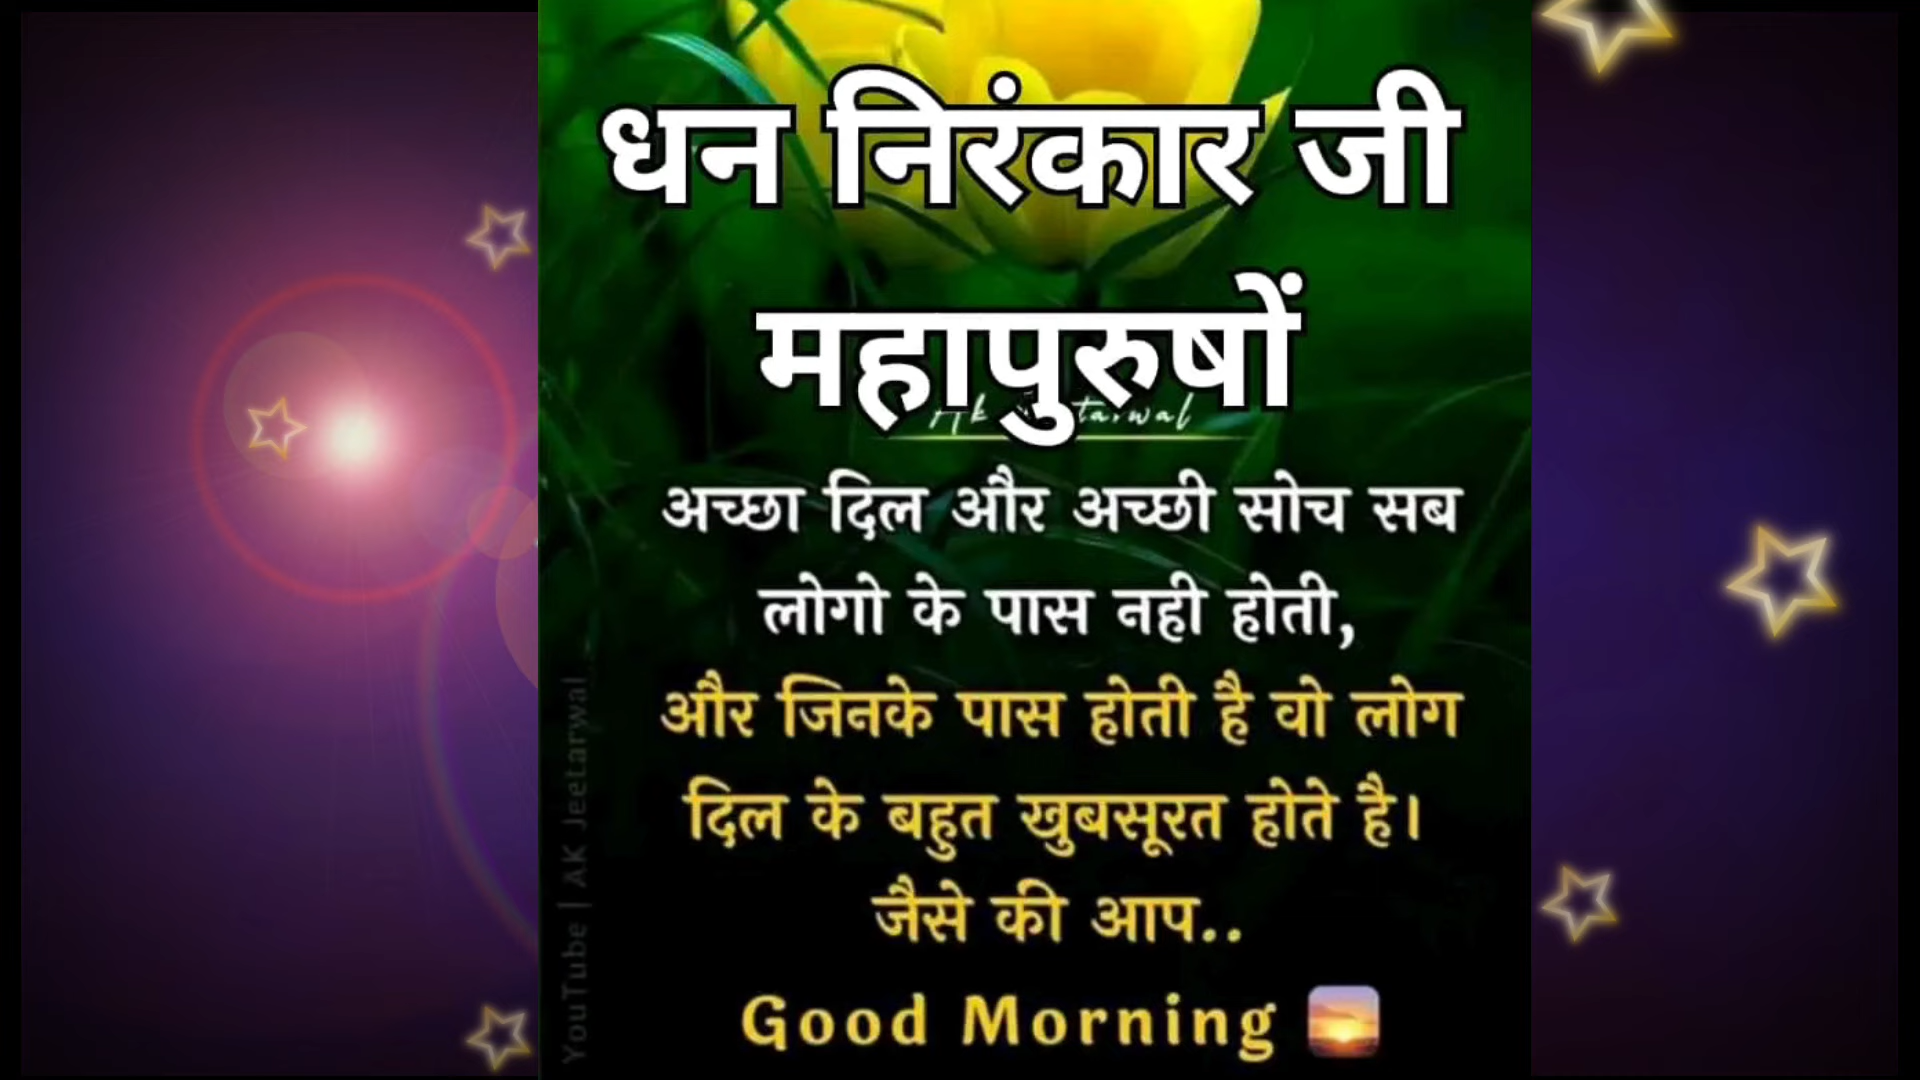 धन निरंकार जी
महापुरुषों
अच्छा दिल और अच्छी सोच सब
लोगो के पास नही होती,
और जिनके पास होती है वो लोग
दिल के बहुत खुबसूरत होते है।
जैसे की आप..
Good Morning
YouTube | AK Jeetarwal